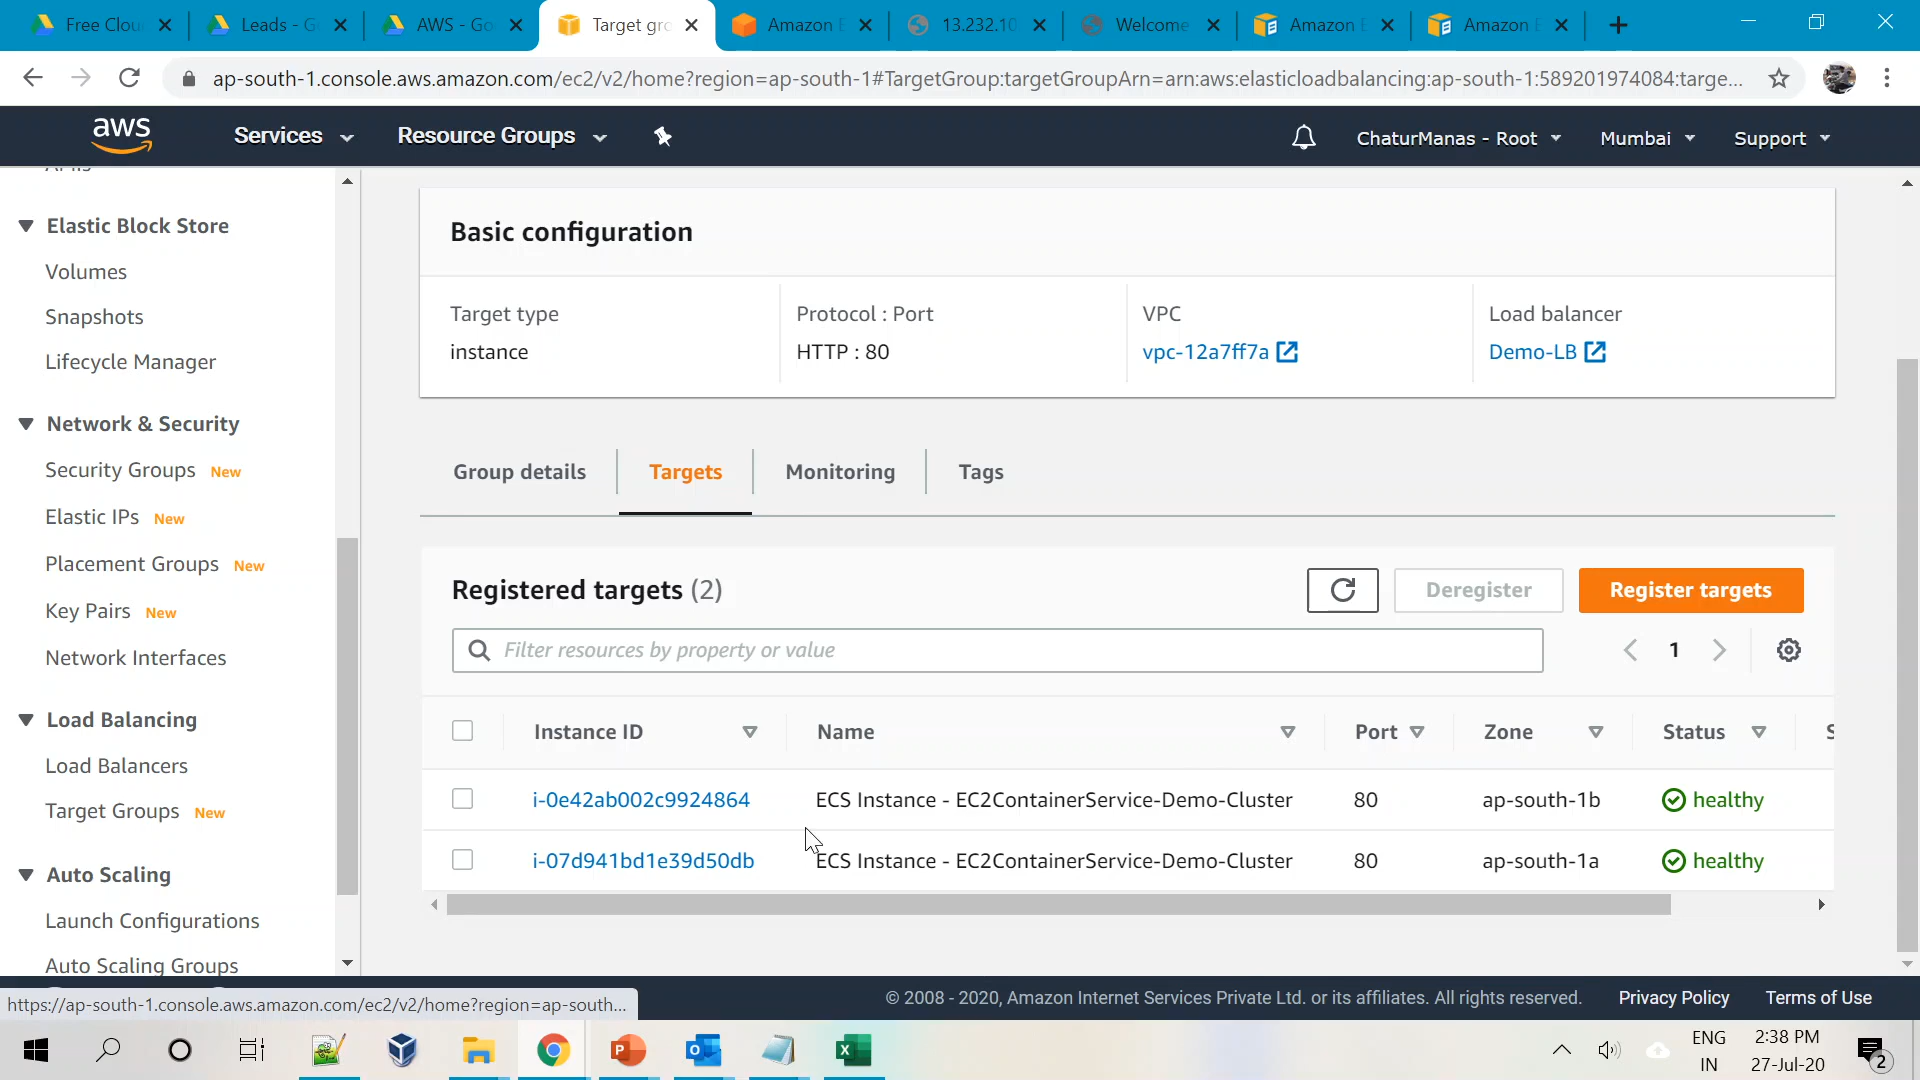 Free Clou
Leads - G
AWS - Go
Target gro
Amazon E
13.232.10
Welcome
Amazon E
Amazon E
ap-south-1.console.aws.amazon.com/ec2/v2/home?region=ap-south-1#TargetGroup:targetGroupArn=arn:aws:elasticloadbalancing:ap-south-1:589201974084:targe...
aws
Services
Resource Groups
ChaturManas - Root
Mumbai
Support
Elastic Block Store
Volumes
Snapshots
Lifecycle Manager
Network & Security
Security Groups New
Elastic IPs New
Placement Groups New
Key Pairs New
Network Interfaces
Load Balancing
Load Balancers
Target Groups New
Auto Scaling
Launch Configurations
Auto Scaling Groups
Basic configuration
Target type
instance
Protocol : Port
HTTP : 80
VPC
vpc-12a7ff7a
Load balancer
Demo-LB
Group details
Targets
Monitoring
Tags
Registered targets (2)
Deregister
Register targets
Filter resources by property or value
1
Instance ID Name Port Zone Status S
i-0e42ab002c9924864 ECS Instance - EC2ContainerService-Demo-Cluster 80 ap-south-1b healthy
i-07d941bd1e39d50db ECS Instance - EC2ContainerService-Demo-Cluster 80 ap-south-1a healthy
https://ap-south-1.console.aws.amazon.com/ec2/v2/home?region=ap-south...
© 2008 - 2020, Amazon Internet Services Private Ltd. or its affiliates. All rights reserved.
Privacy Policy
Terms of Use
ENG
IN
2:38 PM
27-Jul-20
2